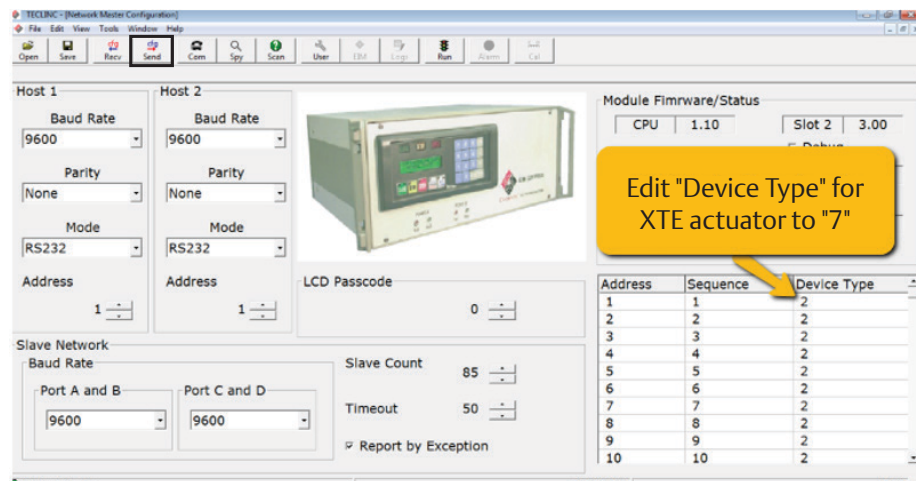 TECLINC - [Network Master Configuration]
File Edit View Tools Window Help
Open Save Recv Send Com Spy Scan User EIM Logs Run Alarm Cal
Host 1
Baud Rate
9600
Parity
None
Mode
RS232
Address
1
Host 2
Baud Rate
9600
Parity
None
Mode
RS232
Address
1
LCD Passcode
0
Module Fimrware/Status
CPU 1.10 Slot 2 3.00
Debug
Edit "Device Type" for
XTE actuator to "7"
Address Sequence Device Type
1 1 2
2 2 2
3 3 2
4 4 2
5 5 2
6 6 2
7 7 2
8 8 2
9 9 2
10 10 2
Slave Network
Baud Rate
Port A and B
9600
Port C and D
9600
Slave Count 85
Timeout 50
Report by Exception